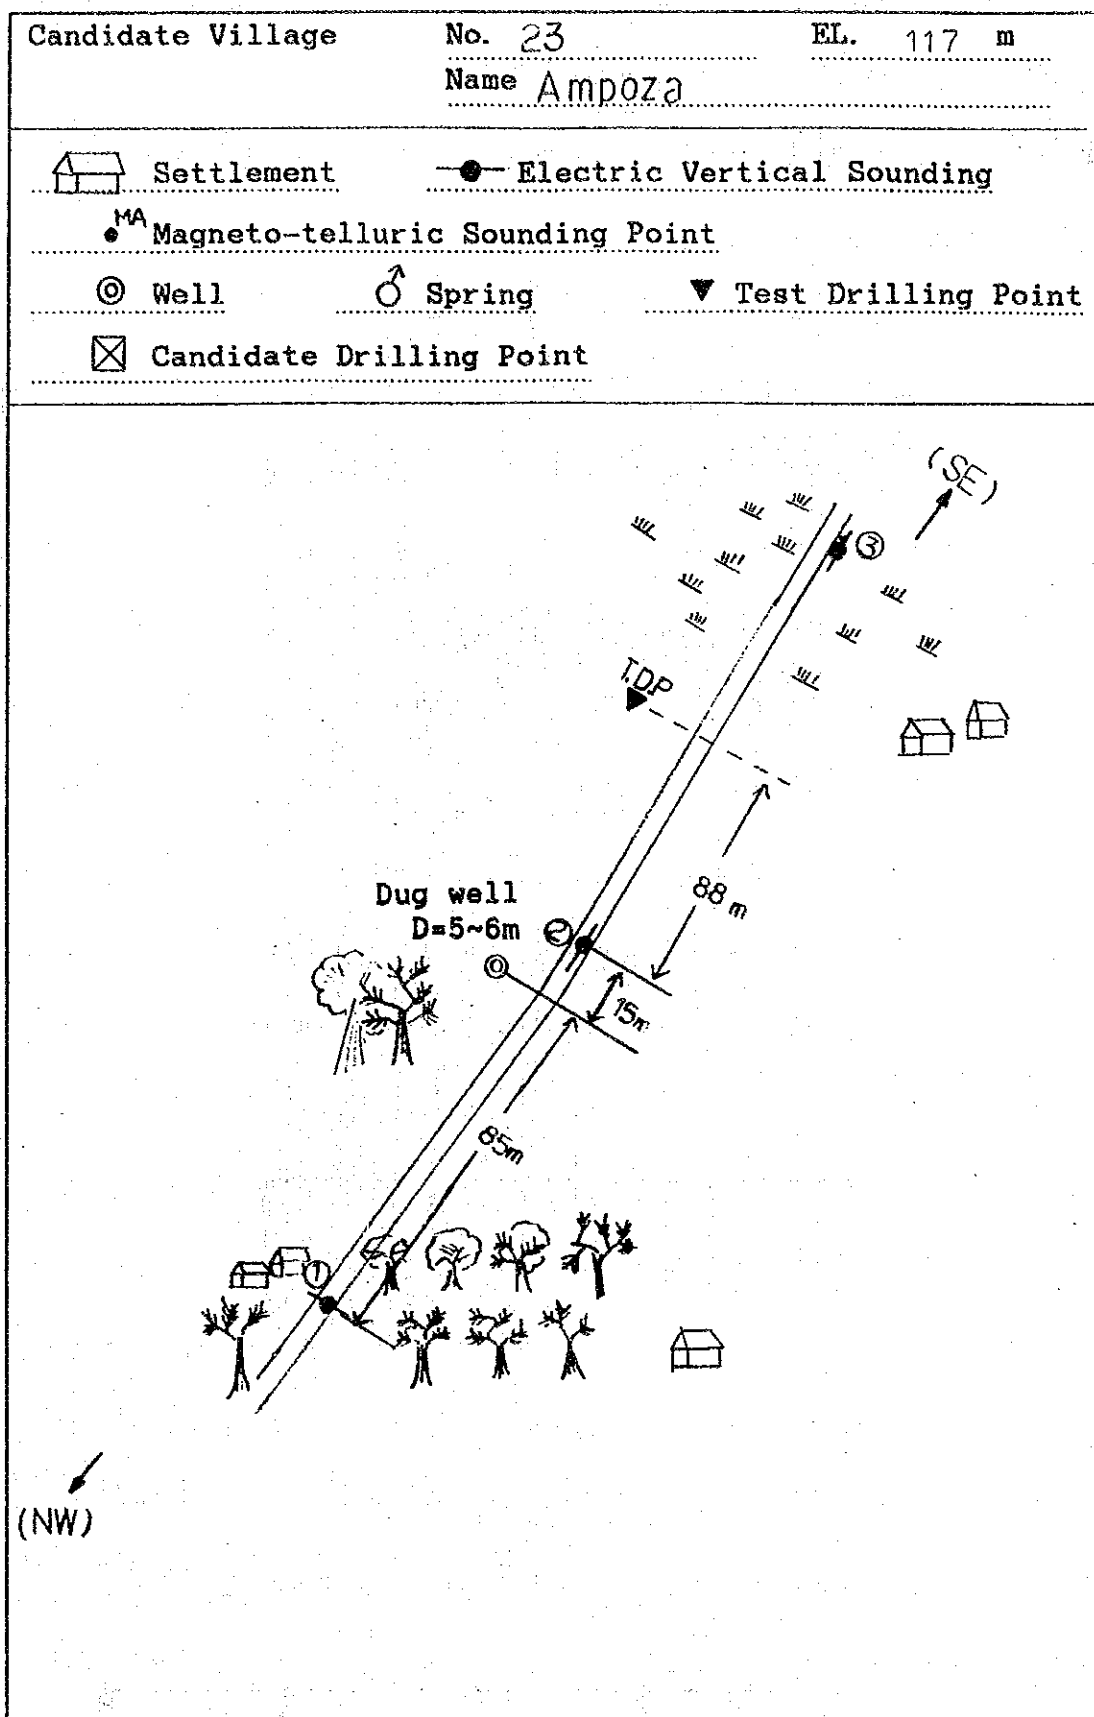 Candidate Village No. 23 EL. 117 m
Name Ampoza
Settlement Electric Vertical Sounding
MA Magneto-telluric Sounding Point
Well Spring Test Drilling Point
Candidate Drilling Point
(SE)
③
T.D.P
88m
Dug well
D=5~6m ②
15m
85m
①
(NW)